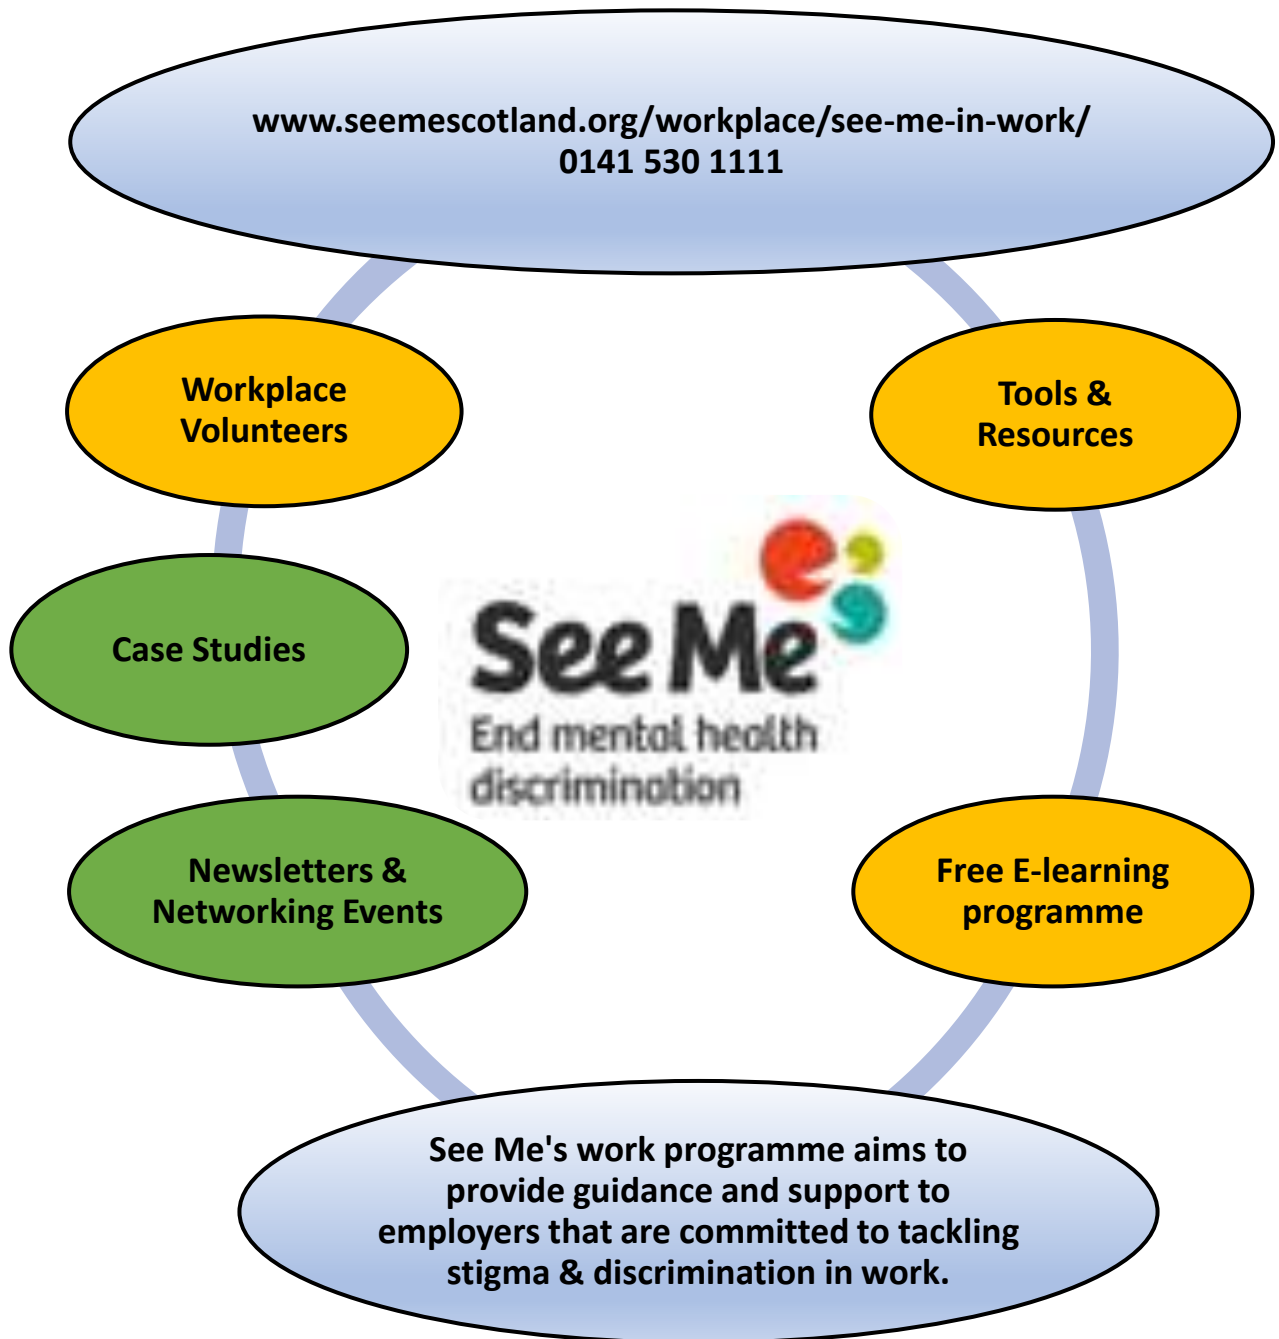 www.seemescotland.org/workplace/see-me-in-work/
0141 530 1111
Workplace
Volunteers
Tools &
Resources
Case Studies
See Me
End mental health
discrimination
Newsletters &
Networking Events
Free E-learning
programme
See Me's work programme aims to
provide guidance and support to
employers that are committed to tackling
stigma & discrimination in work.